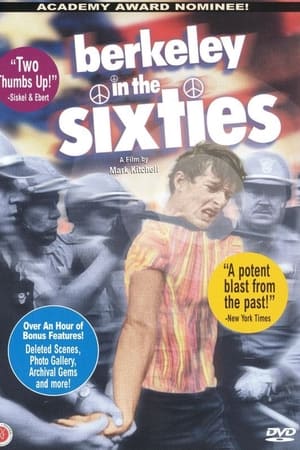 ACADEMY AWARD NOMINEE!
berkeley
in the
sixties
A Film by
Mark Kitchell
"Two
Thumbs Up!"
-Siskel & Ebert
"A potent
blast from
the past!"
-New York Times
Over An Hour of
Bonus Features!
Deleted Scenes,
Photo Gallery,
Archival Gems
and more!
DVD